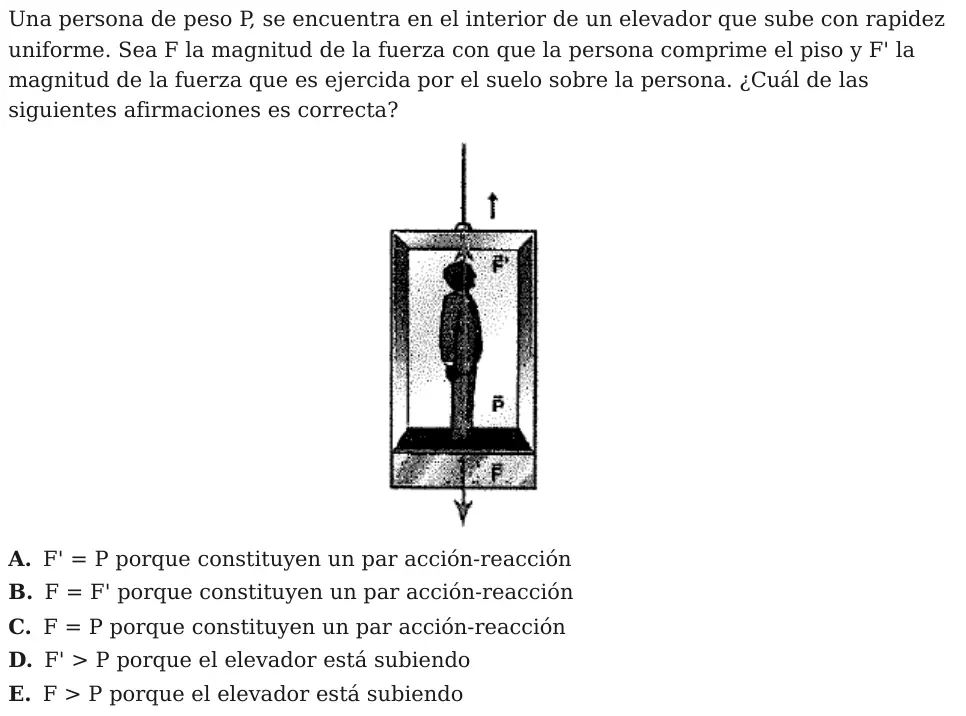 Una persona de peso P, se encuentra en el interior de un elevador que sube con rapidez
uniforme. Sea F la magnitud de la fuerza con que la persona comprime el piso y F' la
magnitud de la fuerza que es ejercida por el suelo sobre la persona. ¿Cuál de las
siguientes afirmaciones es correcta?
F⃗'
P⃗
F⃗
A. F' = P porque constituyen un par acción-reacción
B. F = F' porque constituyen un par acción-reacción
C. F = P porque constituyen un par acción-reacción
D. F' > P porque el elevador está subiendo
E. F > P porque el elevador está subiendo